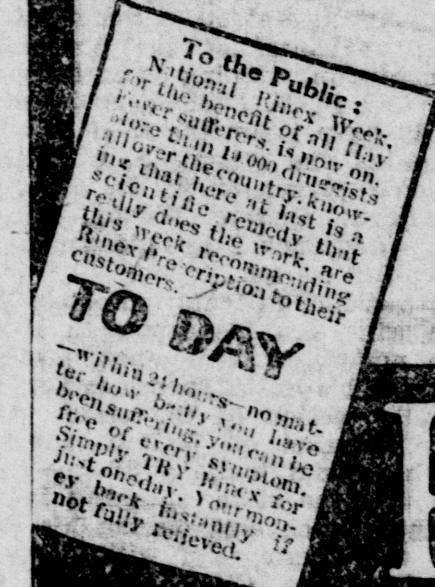 To the Public:
National Rinex Week,
for the benefit of all Hay
Fever sufferers, is now on.
More than 10,000 druggists
all over the country, know-
ing that here at last is a
scientific remedy that
really does the work, are
this week recommending
Rinex Prescription to their
customers.
TO DAY
—within 24 hours—no mat-
ter how badly you have
been suffering, you can be
free of every symptom.
Simply TRY Rinex for
just one day. Your mon-
ey back instantly if
not fully relieved.